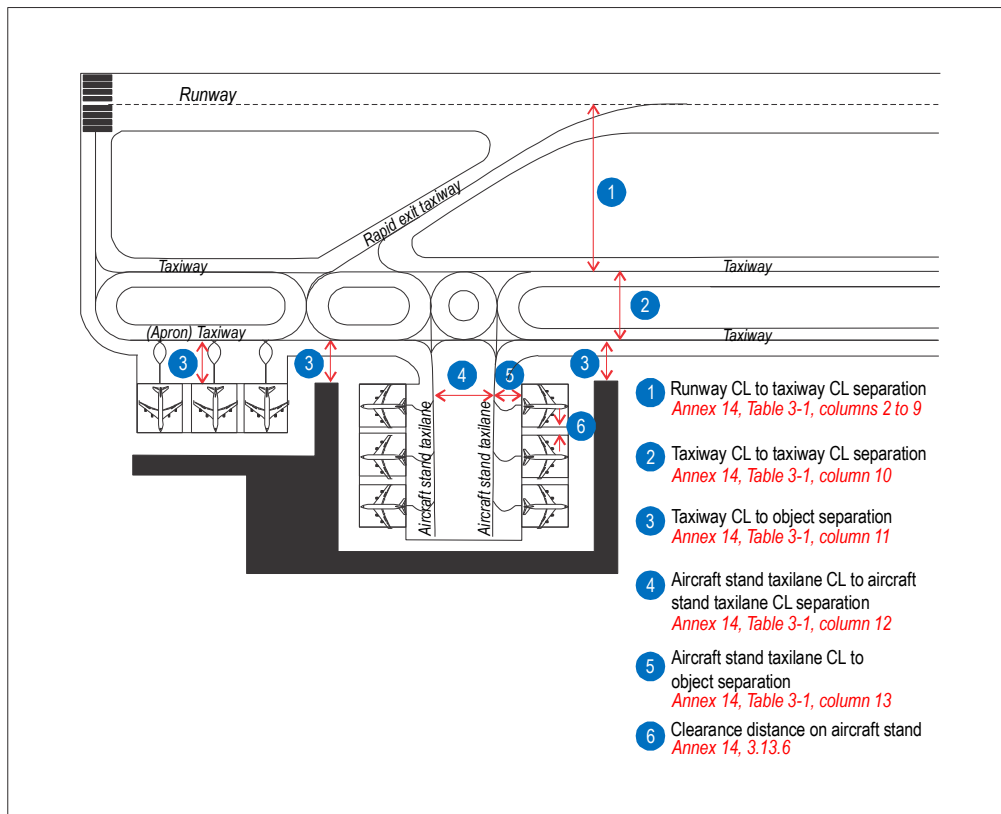 Runway
1
Rapid exit taxiway
Taxiway
Taxiway
2
(Apron) Taxiway
Taxiway
3
3
4
5
3
6
Aircraft stand taxilane
Aircraft stand taxilane
1 Runway CL to taxiway CL separation
Annex 14, Table 3-1, columns 2 to 9
2 Taxiway CL to taxiway CL separation
Annex 14, Table 3-1, column 10
3 Taxiway CL to object separation
Annex 14, Table 3-1, column 11
4 Aircraft stand taxilane CL to aircraft
stand taxilane CL separation
Annex 14, Table 3-1, column 12
5 Aircraft stand taxilane CL to
object separation
Annex 14, Table 3-1, column 13
6 Clearance distance on aircraft stand
Annex 14, 3.13.6